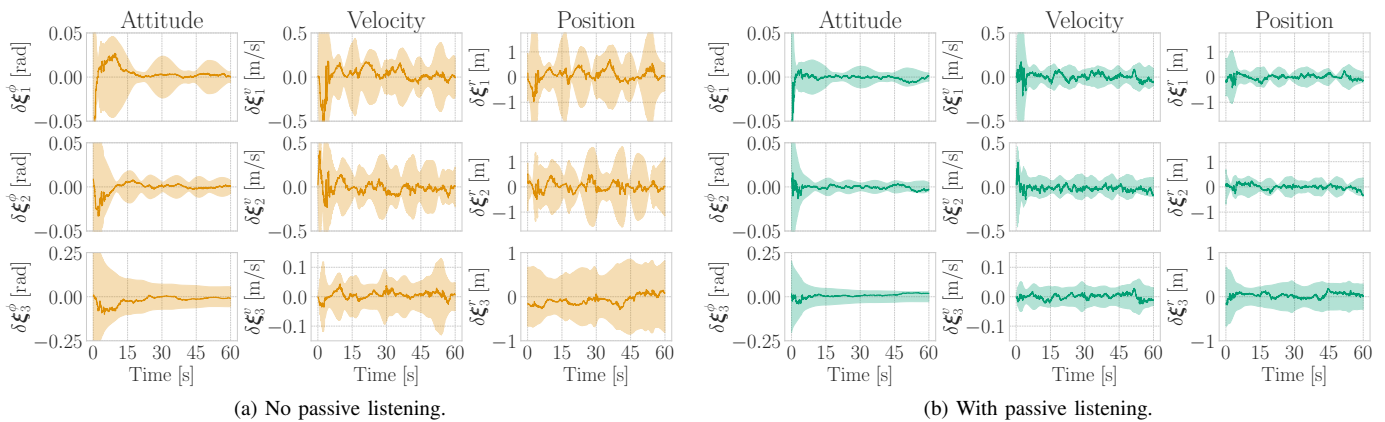 Attitude Velocity Position Attitude Velocity Position
δξ₁^ϕ [rad] 0.05 0.00 −0.05 δξ₁^v [m/s] 0.5 0.0 −0.5 δξ₁^r [m] 1 0 −1 δξ₁^ϕ [rad] 0.05 0.00 −0.05 δξ₁^v [m/s] 0.5 0.0 −0.5 δξ₁^r [m] 1 0 −1
δξ₂^ϕ [rad] 0.05 0.00 −0.05 δξ₂^v [m/s] 0.5 0.0 −0.5 δξ₂^r [m] 1 0 −1 δξ₂^ϕ [rad] 0.05 0.00 −0.05 δξ₂^v [m/s] 0.5 0.0 −0.5 δξ₂^r [m] 1 0 −1
δξ₃^ϕ [rad] 0.25 0.00 −0.25 δξ₃^v [m/s] 0.1 0.0 −0.1 δξ₃^r [m] 1 0 −1 δξ₃^ϕ [rad] 0.25 0.00 −0.25 δξ₃^v [m/s] 0.1 0.0 −0.1 δξ₃^r [m] 1 0 −1
0 15 30 45 60 0 15 30 45 60 0 15 30 45 60 0 15 30 45 60 0 15 30 45 60 0 15 30 45 60
Time [s] Time [s] Time [s] Time [s] Time [s] Time [s]
(a) No passive listening. (b) With passive listening.